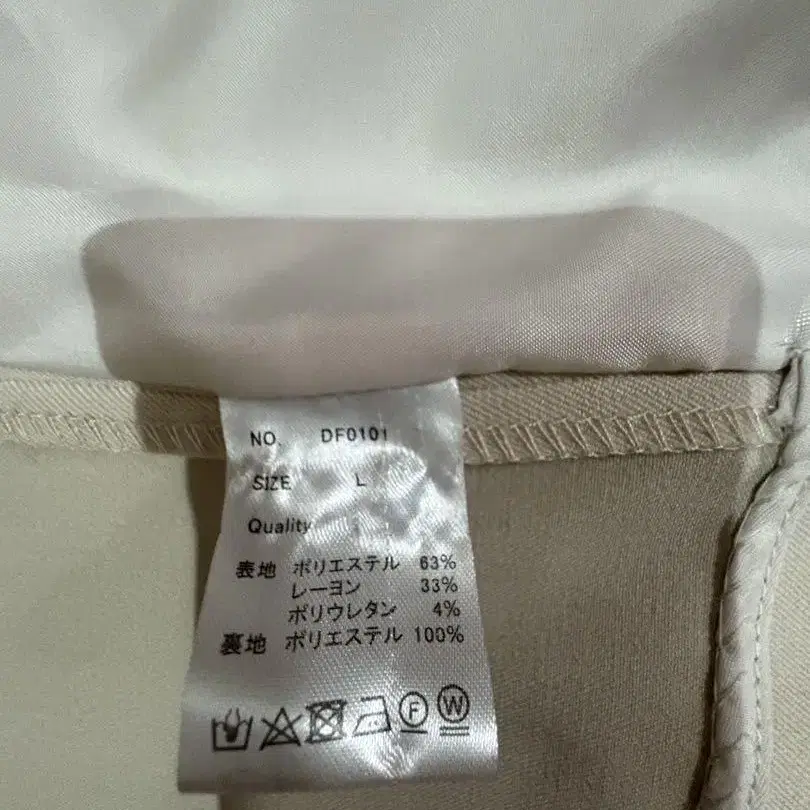 NO. DF0101
SIZE L
Quality
表地 ポリエステル 63%
レーヨン 33%
ポリウレタン 4%
裏地 ポリエステル 100%
F W